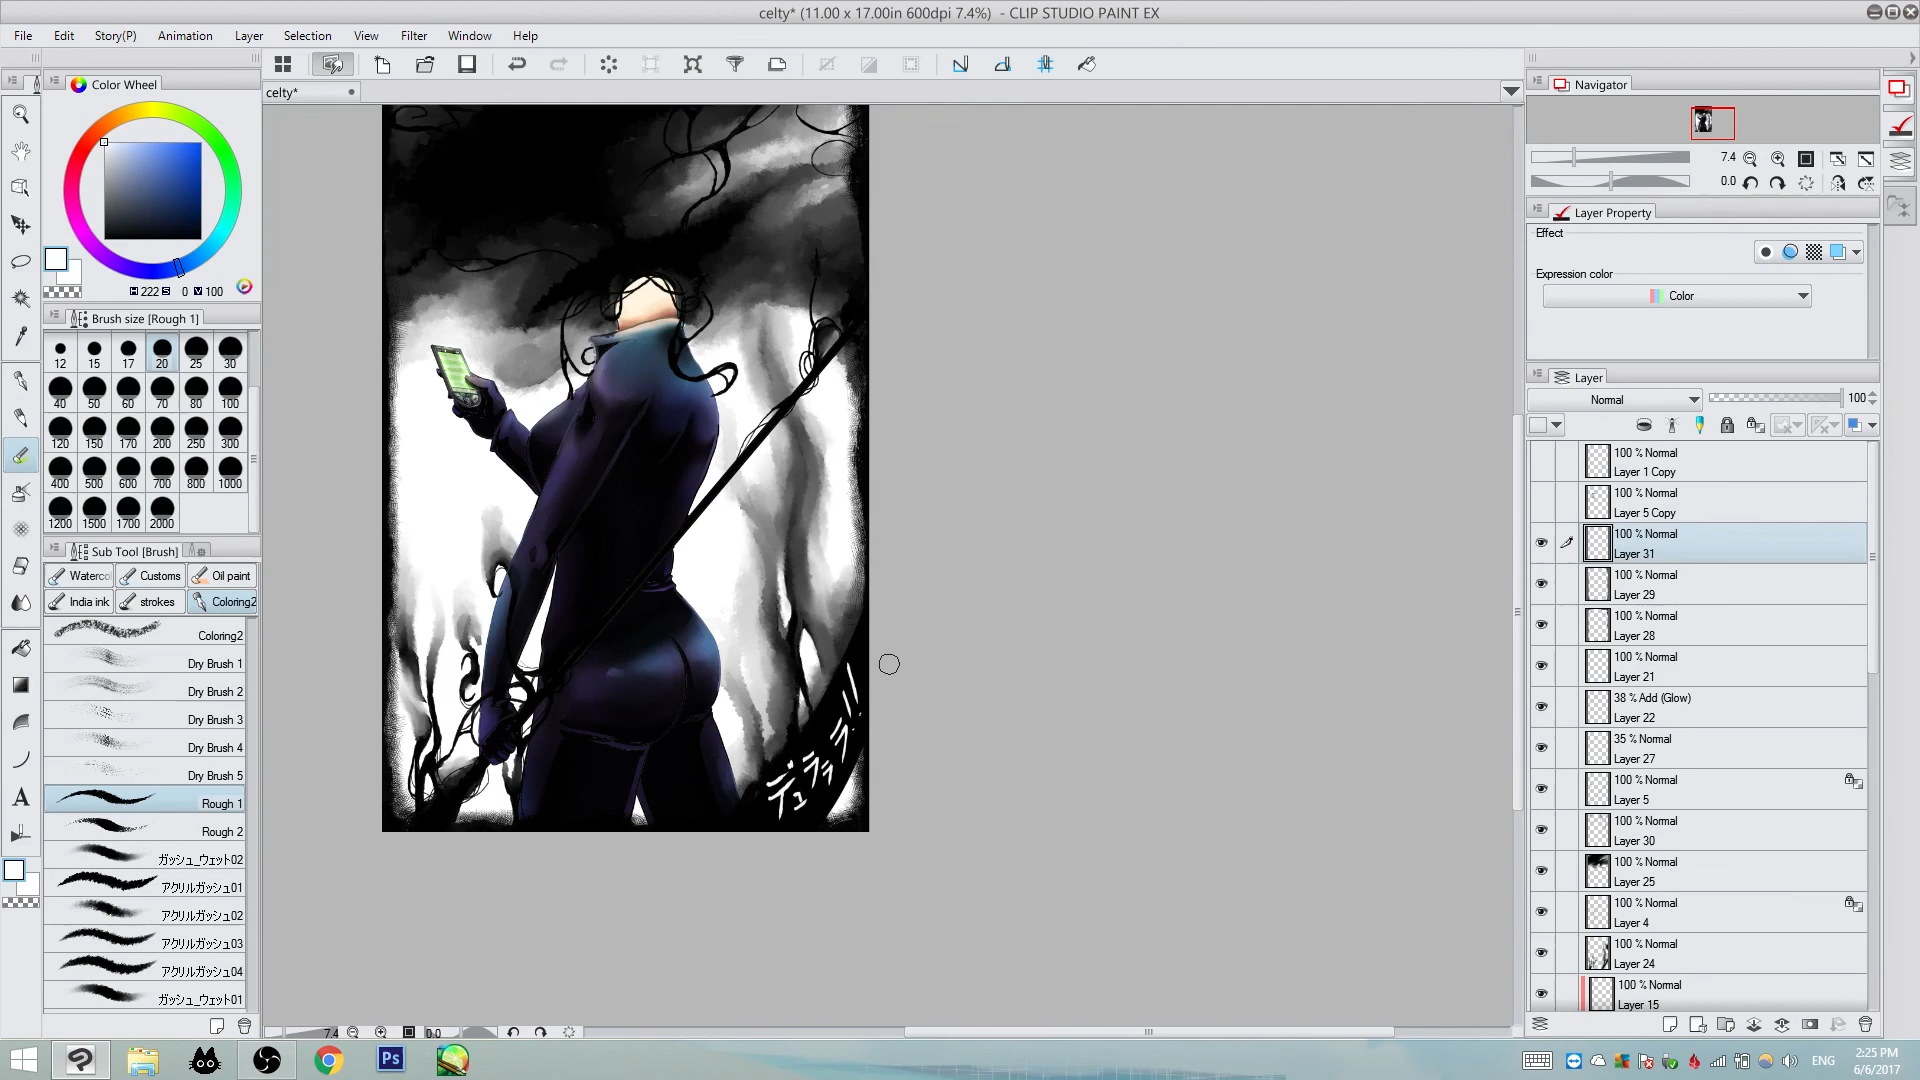 celty* (11.00 x 17.00in 600dpi 7.4%) - CLIP STUDIO PAINT EX
File Edit Story(P) Animation Layer Selection View Filter Window Help
Color Wheel
celty*
H 222 S 0 V 100
Brush size [Rough 1]
12 15 17 20 25 30
40 50 60 70 80 100
120 150 170 200 250 300
400 500 600 700 800 1000
1200 1500 1700 2000
Sub Tool [Brush]
Waterco Customs Oil paint
India ink strokes Coloring2
Coloring2
Dry Brush 1
Dry Brush 2
Dry Brush 3
Dry Brush 4
Dry Brush 5
Rough 1
Rough 2
ガッシュ_ウェット02
アクリルガッシュ01
アクリルガッシュ02
アクリルガッシュ03
アクリルガッシュ04
ガッシュ_ウェット01
デュラララ!!
7.4 0.0
Navigator
7.4
0.0
Layer Property
Effect
Expression color
Color
Layer
Normal 100
100 % Normal
Layer 1 Copy
100 % Normal
Layer 5 Copy
100 % Normal
Layer 31
100 % Normal
Layer 29
100 % Normal
Layer 28
100 % Normal
Layer 21
38 % Add (Glow)
Layer 22
35 % Normal
Layer 27
100 % Normal
Layer 5
100 % Normal
Layer 30
100 % Normal
Layer 25
100 % Normal
Layer 4
100 % Normal
Layer 24
100 % Normal
Layer 15
Ps
ENG
2:25 PM
6/6/2017